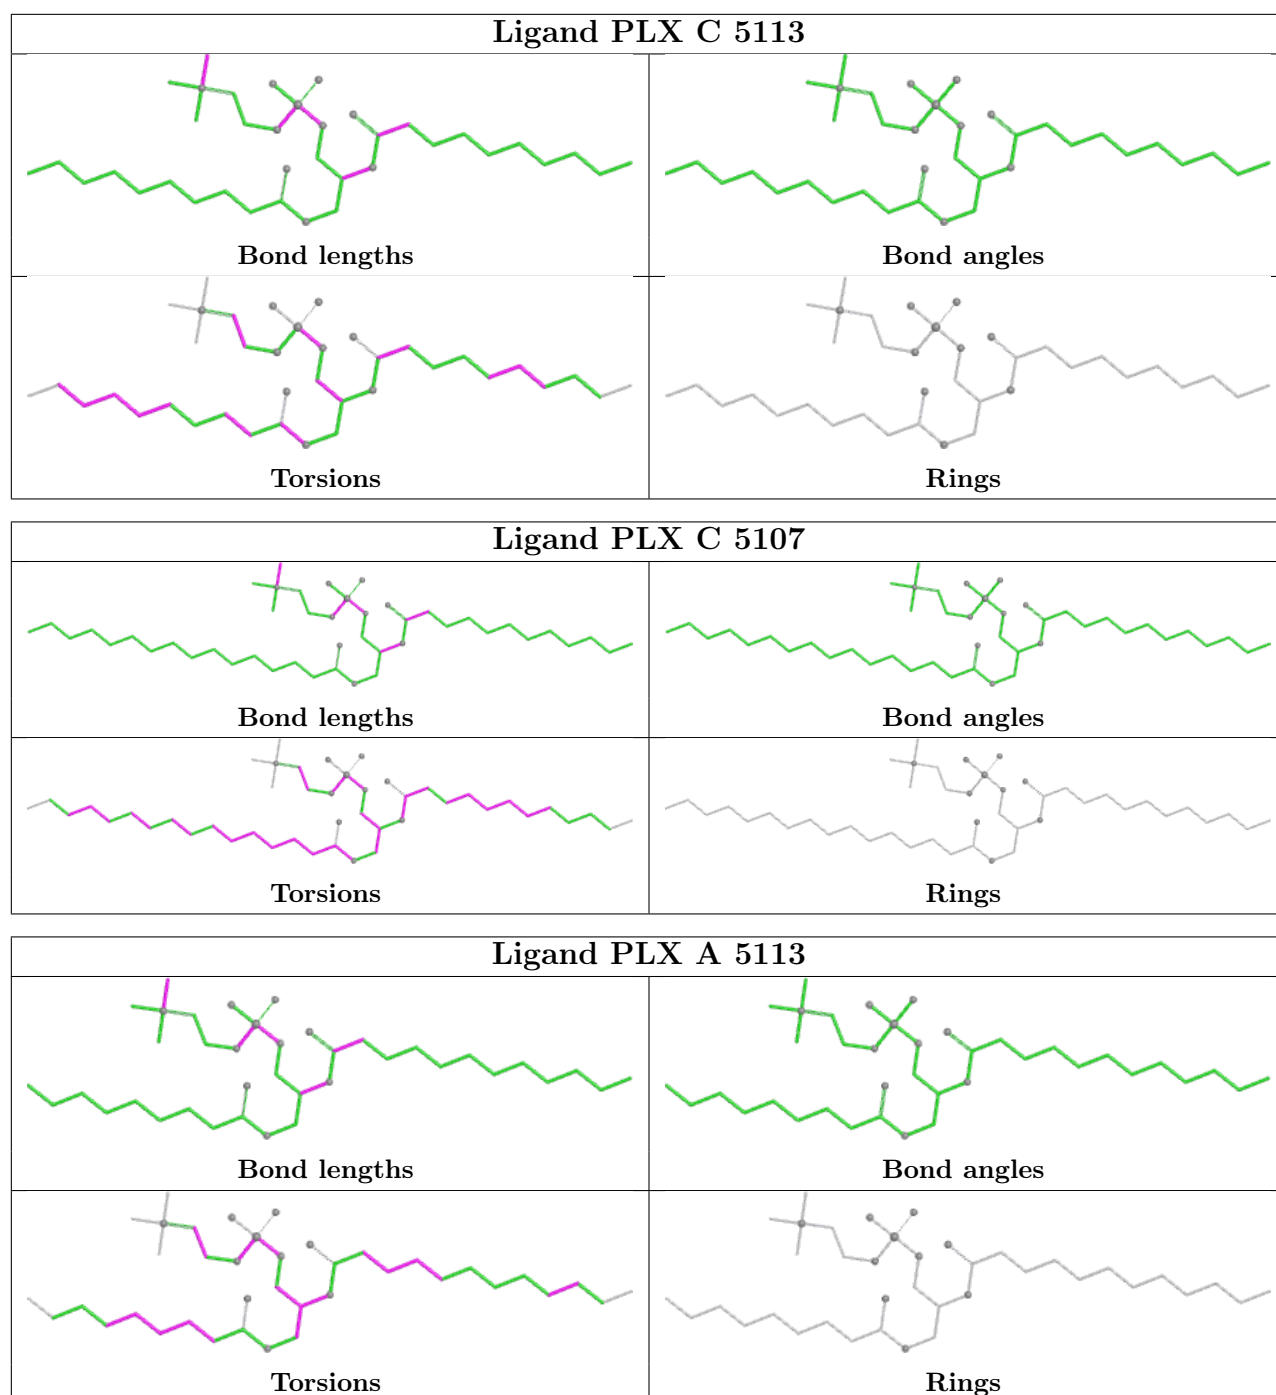 Ligand PLX C 5113
Bond lengths
Bond angles
Torsions
Rings
Ligand PLX C 5107
Bond lengths
Bond angles
Torsions
Rings
Ligand PLX A 5113
Bond lengths
Bond angles
Torsions
Rings